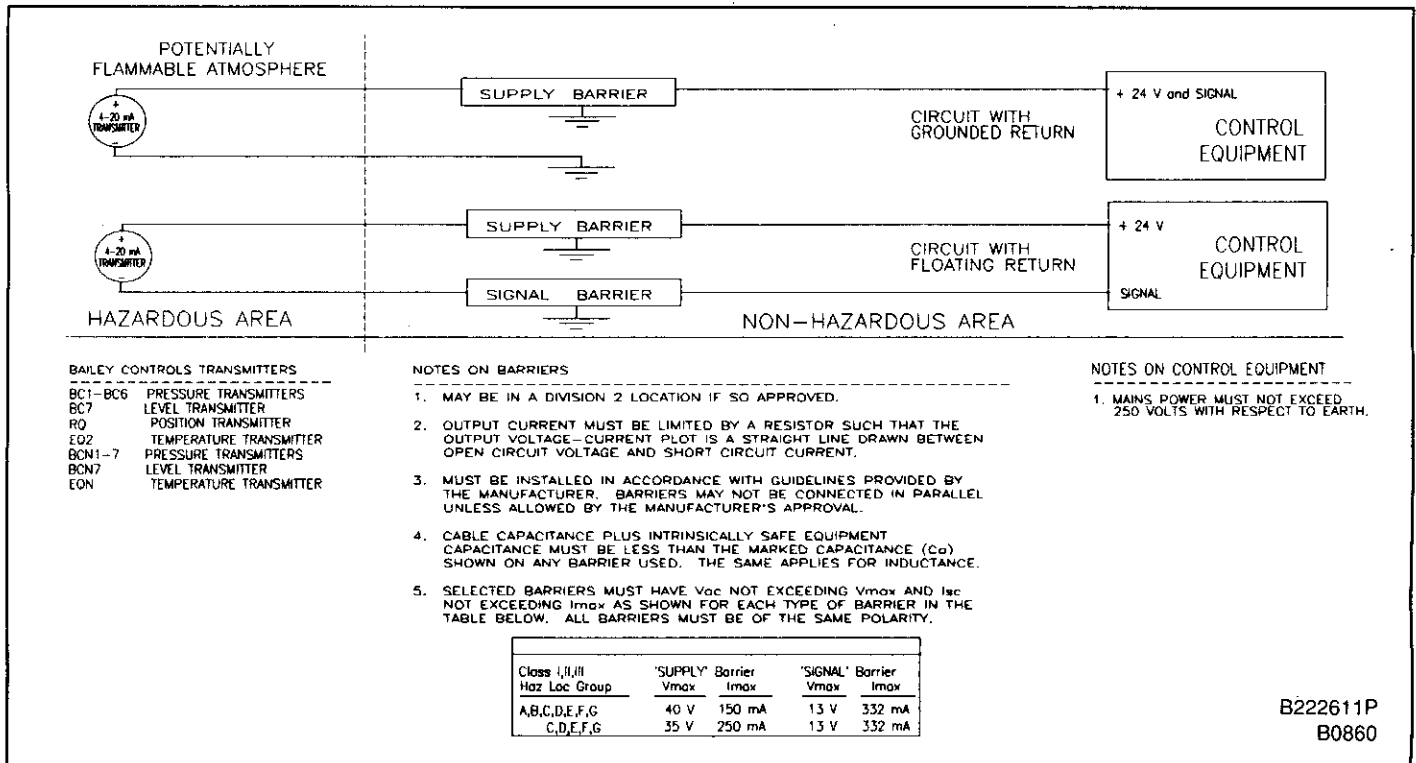 POTENTIALLY
FLAMMABLE ATMOSPHERE
+
4-20 mA
TRANSMITTER
-
SUPPLY BARRIER
CIRCUIT WITH
GROUNDED RETURN
+ 24 V and SIGNAL
CONTROL
EQUIPMENT
+
4-20 mA
TRANSMITTER
-
SUPPLY BARRIER
SIGNAL BARRIER
CIRCUIT WITH
FLOATING RETURN
+ 24 V
CONTROL
EQUIPMENT
SIGNAL
HAZARDOUS AREA
NON-HAZARDOUS AREA
BAILEY CONTROLS TRANSMITTERS
BC1-BC6 PRESSURE TRANSMITTERS
BC7 LEVEL TRANSMITTER
RQ POSITION TRANSMITTER
EQ2 TEMPERATURE TRANSMITTER
BCN1-7 PRESSURE TRANSMITTERS
BCN7 LEVEL TRANSMITTER
EQN TEMPERATURE TRANSMITTER
NOTES ON BARRIERS
1. MAY BE IN A DIVISION 2 LOCATION IF SO APPROVED.
2. OUTPUT CURRENT MUST BE LIMITED BY A RESISTOR SUCH THAT THE
OUTPUT VOLTAGE-CURRENT PLOT IS A STRAIGHT LINE DRAWN BETWEEN
OPEN CIRCUIT VOLTAGE AND SHORT CIRCUIT CURRENT.
3. MUST BE INSTALLED IN ACCORDANCE WITH GUIDELINES PROVIDED BY
THE MANUFACTURER. BARRIERS MAY NOT BE CONNECTED IN PARALLEL
UNLESS ALLOWED BY THE MANUFACTURER'S APPROVAL.
4. CABLE CAPACITANCE PLUS INTRINSICALLY SAFE EQUIPMENT
CAPACITANCE MUST BE LESS THAN THE MARKED CAPACITANCE (Ca)
SHOWN ON ANY BARRIER USED. THE SAME APPLIES FOR INDUCTANCE.
5. SELECTED BARRIERS MUST HAVE Voc NOT EXCEEDING Vmax AND Isc
NOT EXCEEDING Imax AS SHOWN FOR EACH TYPE OF BARRIER IN THE
TABLE BELOW. ALL BARRIERS MUST BE OF THE SAME POLARITY.
Class I,II,III 'SUPPLY' Barrier 'SIGNAL' Barrier
Haz Loc Group Vmax Imax Vmax Imax
A,B,C,D,E,F,G 40 V 150 mA 13 V 332 mA
C,D,E,F,G 35 V 250 mA 13 V 332 mA
NOTES ON CONTROL EQUIPMENT
1. MAINS POWER MUST NOT EXCEED
250 VOLTS WITH RESPECT TO EARTH.
B222611P
B0860